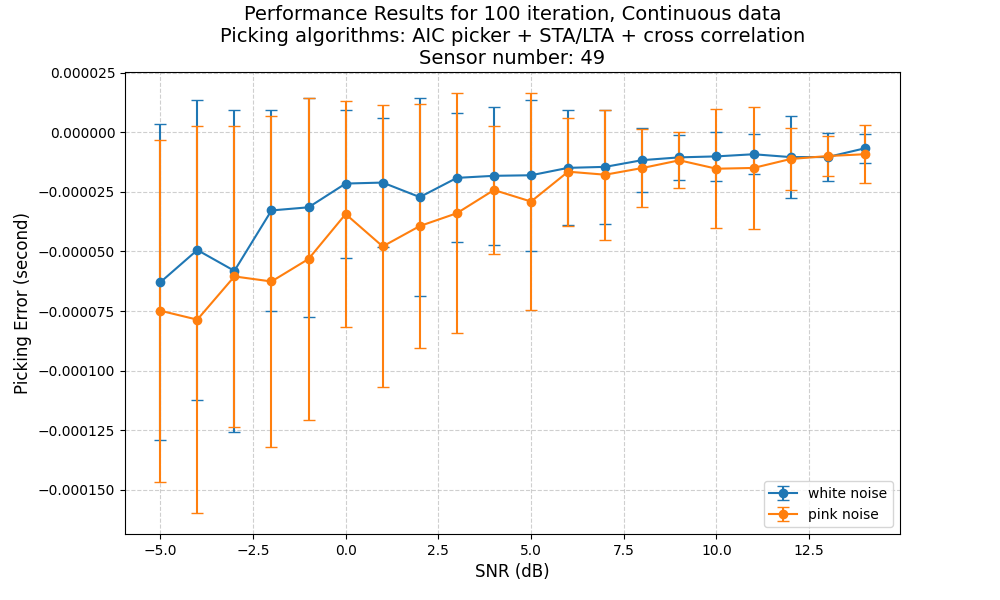 Performance Results for 100 iteration, Continuous data
Picking algorithms: AIC picker + STA/LTA + cross correlation
Sensor number: 49
0.000025
0.000000
−0.000025
−0.000050
−0.000075
−0.000100
−0.000125
−0.000150
Picking Error (second)
−5.0
−2.5
0.0
2.5
5.0
7.5
10.0
12.5
SNR (dB)
white noise
pink noise